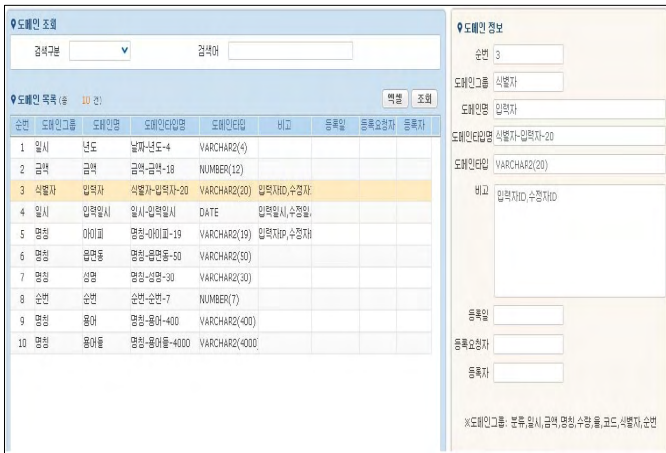 도메인 조회
검색구분 검색어
도메인 목록 (총 10 건) 엑셀 조회
순번 도메인그룹 도메인명 도메인타입명 도메인타입 비고 등록일 등록요청자 등록자
1 일시 년도 날짜-년도-4 VARCHAR2(4)
2 금액 금액 금액-금액-18 NUMBER(12)
3 식별자 입력자 식별자-입력자-20 VARCHAR2(20) 입력자ID,수정자
4 일시 입력일시 일시-입력일시 DATE 입력일시,수정일
5 명칭 아이피 명칭-아이피-19 VARCHAR2(19) 입력자IP,수정자
6 명칭 읍면동 명칭-읍면동-50 VARCHAR2(50)
7 명칭 성명 명칭-성명-30 VARCHAR2(30)
8 순번 순번 순번-순번-7 NUMBER(7)
9 명칭 용어 명칭-용어-400 VARCHAR2(400)
10 명칭 용어들 명칭-용어들-4000 VARCHAR2(4000
도메인 정보
순번 3
도메인그룹 식별자
도메인명 입력자
도메인타입명 식별자-입력자-20
도메인타입 VARCHAR2(20)
비고 입력자ID,수정자ID
등록일
등록요청자
등록자
※도메인그룹: 분류,일시,금액,명칭,수량,율,코드,식별자,순번